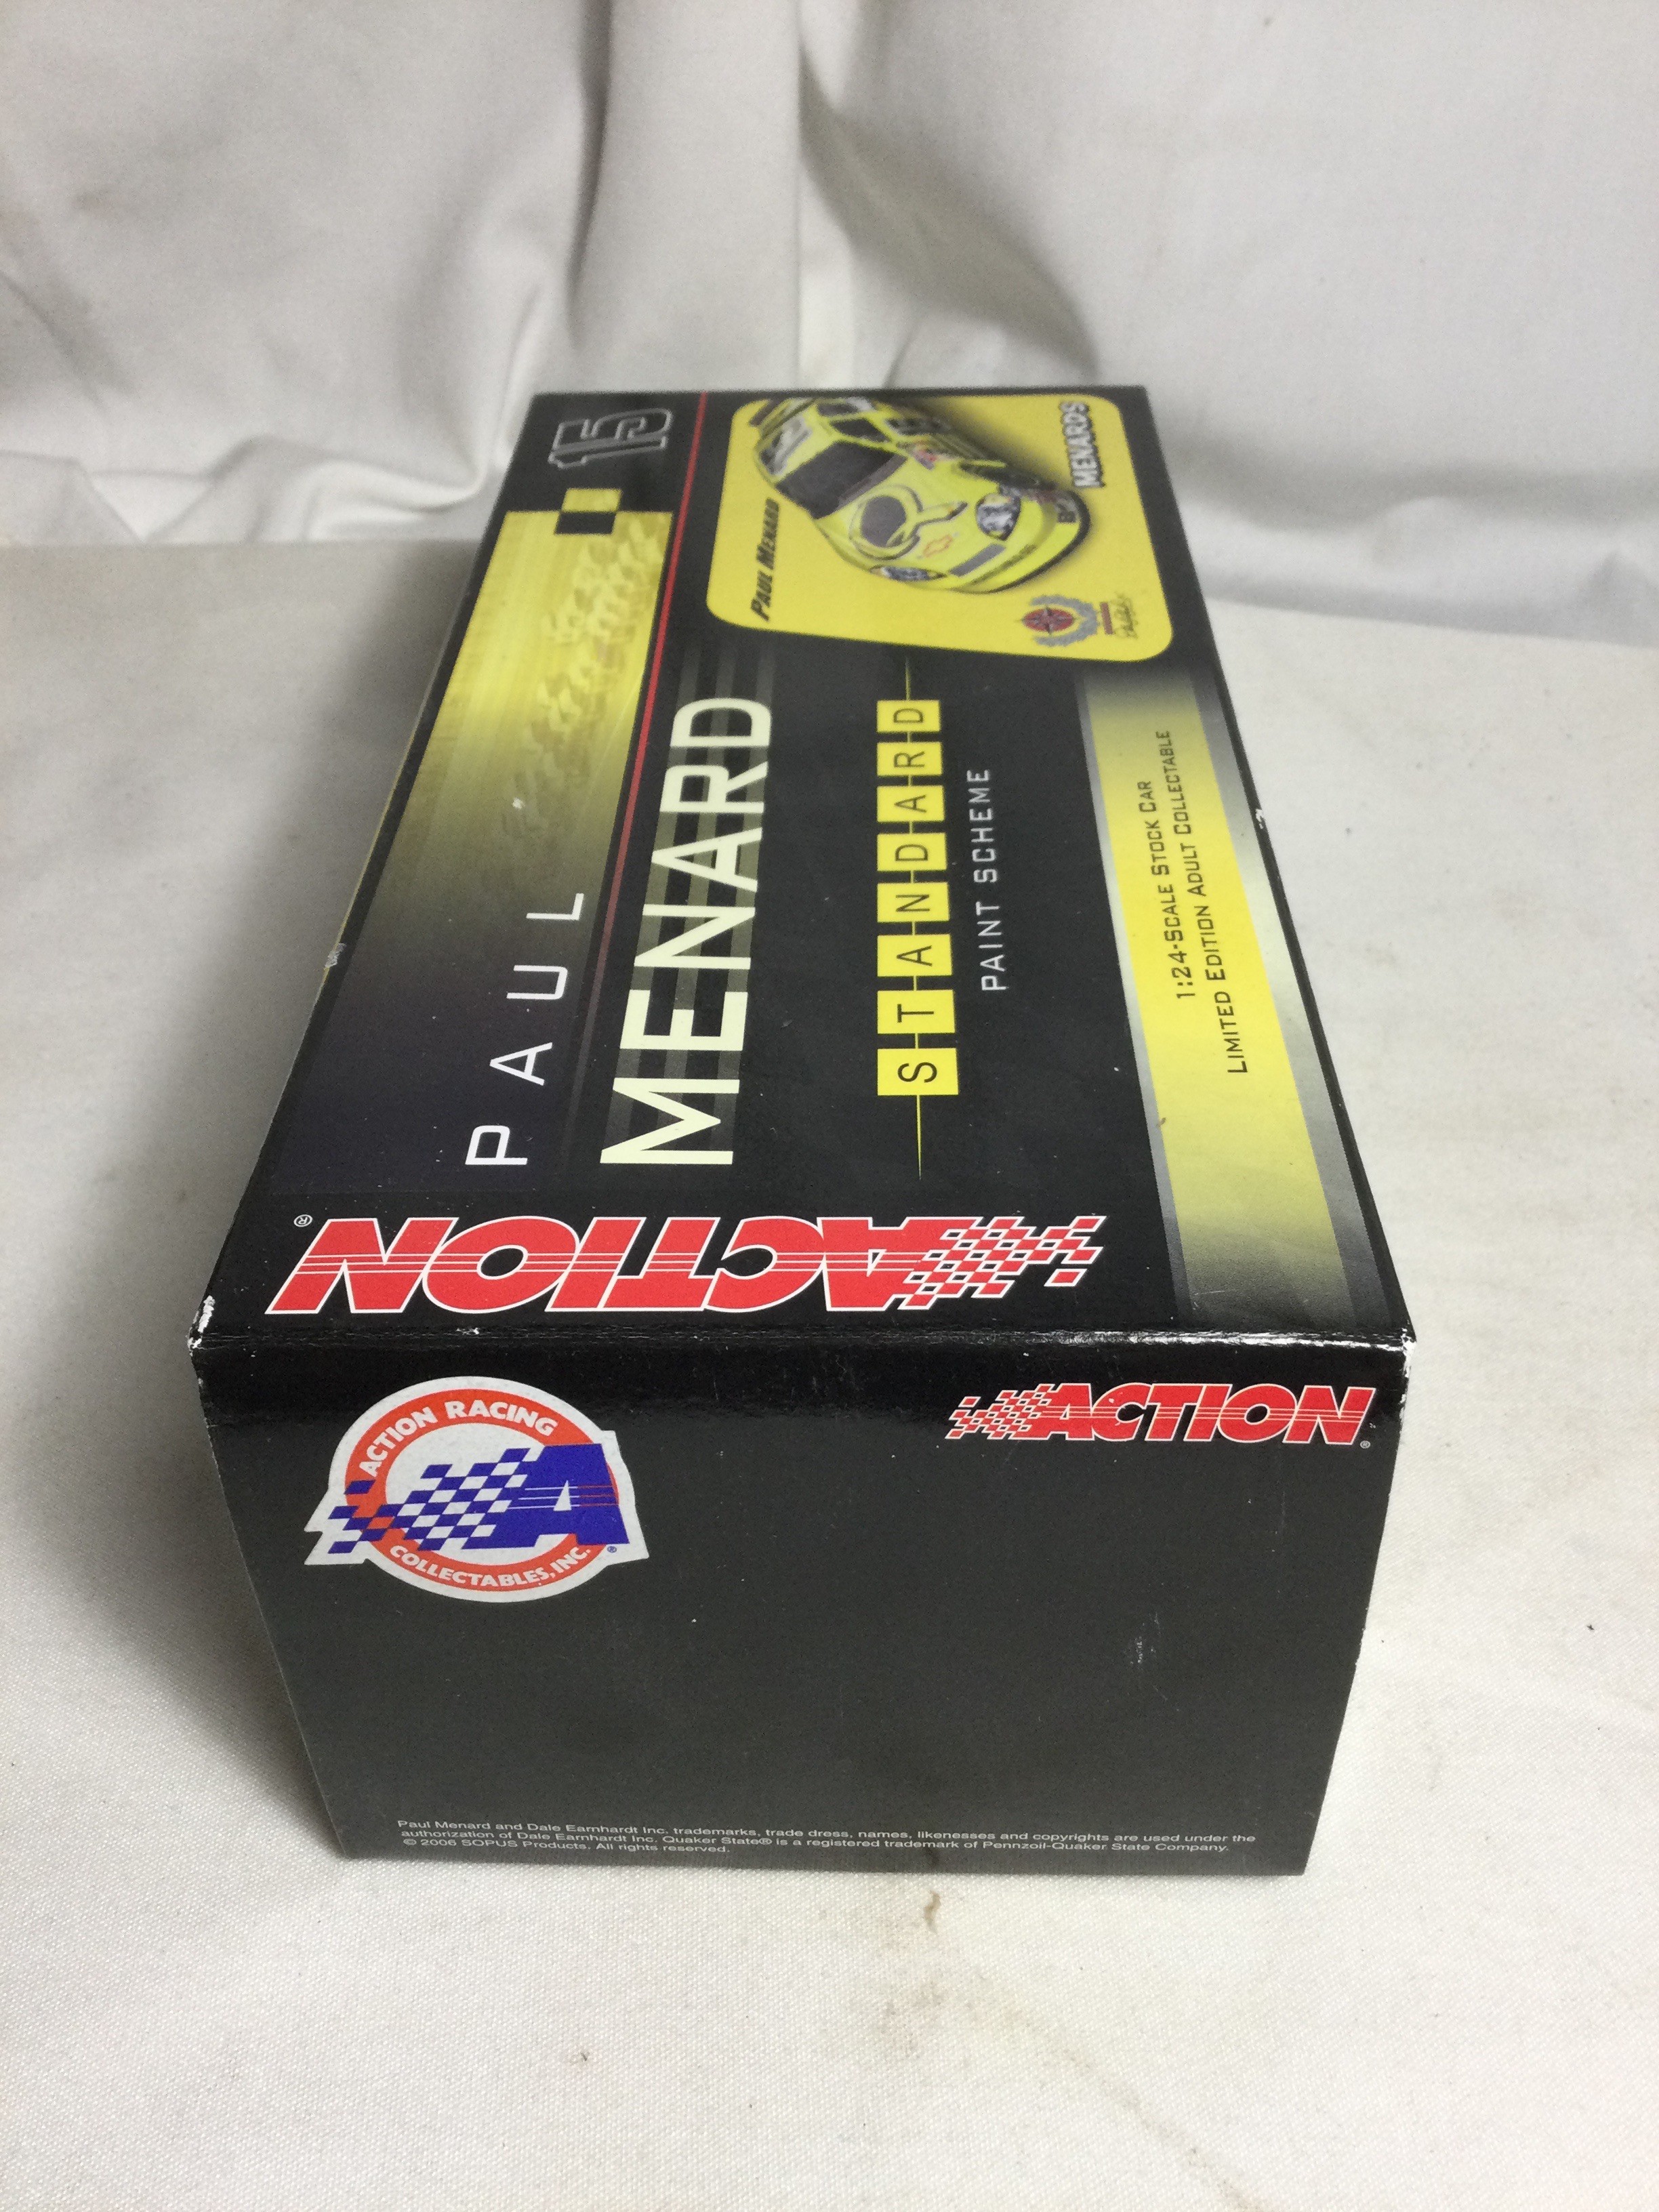 15
PAUL
MENARD
STANDARD
PAINT SCHEME
PAUL MENARD
MENARDS
1:24-SCALE STOCK CAR
LIMITED EDITION ADULT COLLECTABLE
ACTION®
ACTION RACING
A
COLLECTABLES, INC.®
ACTION®
Paul Menard and Dale Earnhardt Inc. trademarks, trade dress, names, likenesses and copyrights are used under the
authorization of Dale Earnhardt Inc. Quaker State® is a registered trademark of Pennzoil-Quaker State Company.
© 2006 SOPUS Products. All rights reserved.